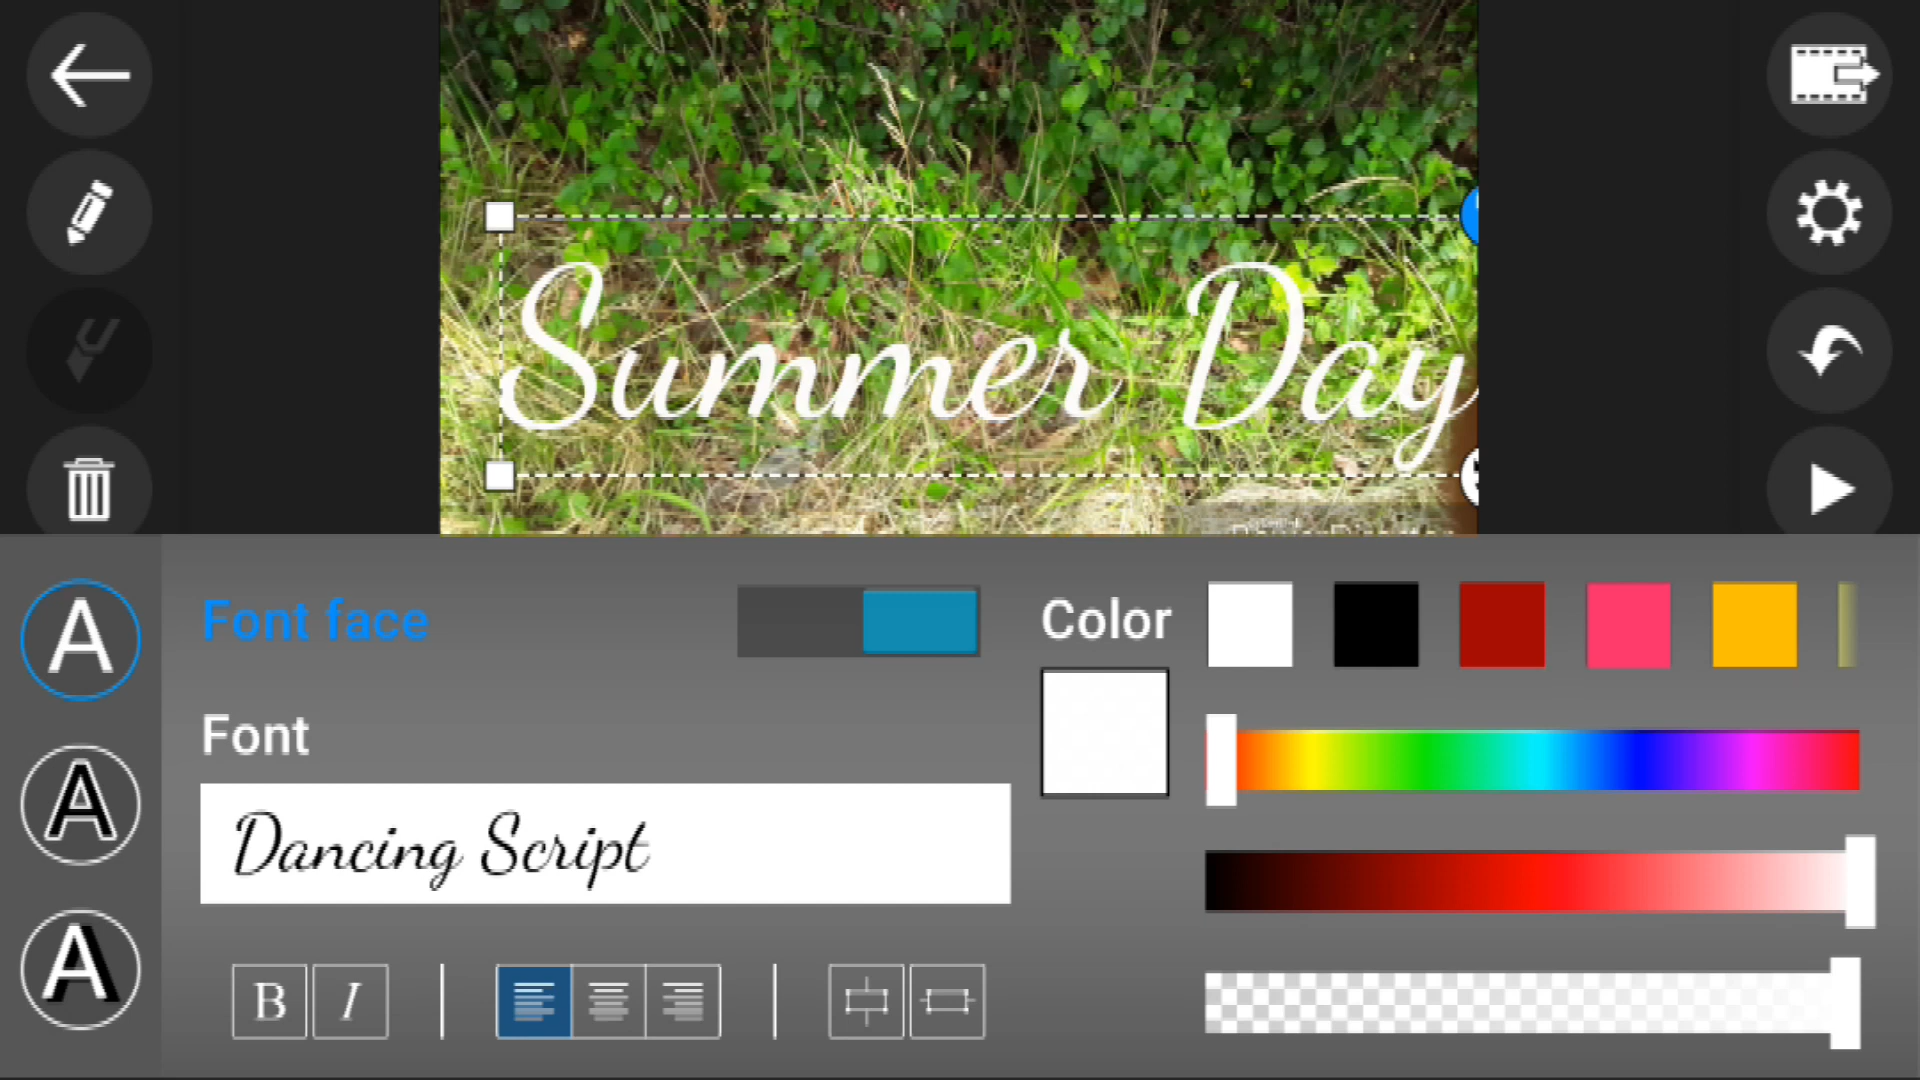 Summer Day
A
Font face
Color
A
Font
Dancing Script
A
B I